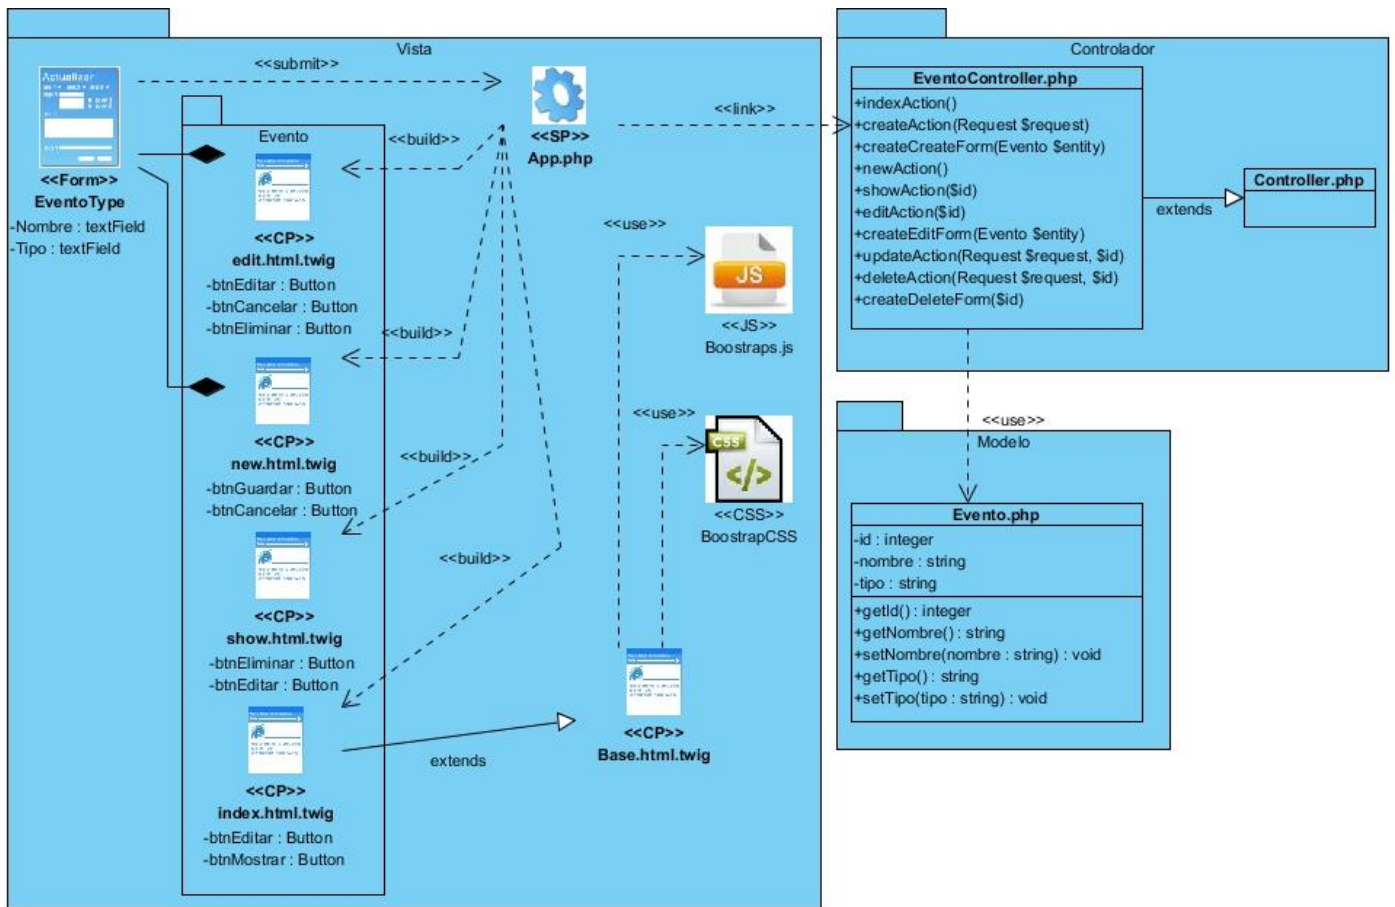 Vista
<<submit>>
Actualizar
<<Form>>
EventoType
-Nombre : textField
-Tipo : textField
Evento
<<build>>
<<CP>>
edit.html.twig
-btnEditar : Button
-btnCancelar : Button
-btnEliminar : Button
<<build>>
<<CP>>
new.html.twig
-btnGuardar : Button
-btnCancelar : Button
<<build>>
<<CP>>
show.html.twig
-btnEliminar : Button
-btnEditar : Button
<<build>>
<<CP>>
index.html.twig
-btnEditar : Button
-btnMostrar : Button
extends
<<SP>>
App.php
<<link>>
<<use>>
JS
<<JS>>
Boostraps.js
<<use>>
CSS
</>
<<CSS>>
BoostrapCSS
<<CP>>
Base.html.twig
Controlador
EventoController.php
+indexAction()
+createAction(Request $request)
+createCreateForm(Evento $entity)
+newAction()
+showAction($id)
+editAction($id)
+createEditForm(Evento $entity)
+updateAction(Request $request, $id)
+deleteAction(Request $request, $id)
+createDeleteForm($id)
extends
Controller.php
<<use>>
Modelo
Evento.php
-id : integer
-nombre : string
-tipo : string
+getId() : integer
+getNombre() : string
+setNombre(nombre : string) : void
+getTipo() : string
+setTipo(tipo : string) : void